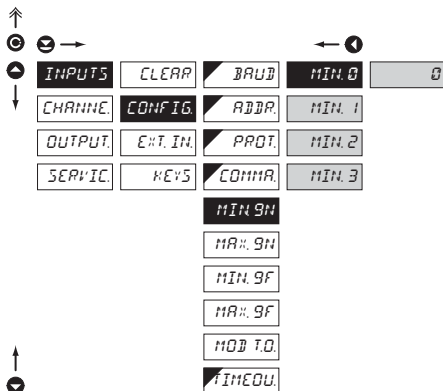 INPUTS CLEAR BAUD MIN. 0 0
CHANNE. CONFIG. ADDR. MIN. 1
OUTPUT. EXT. IN. PROT. MIN. 2
SERVIC. KEYS COMMA. MIN. 3
MIN. 9N
MAX. 9N
MIN. 9F
MAX. 9F
MOD T.O.
TIMEOU.